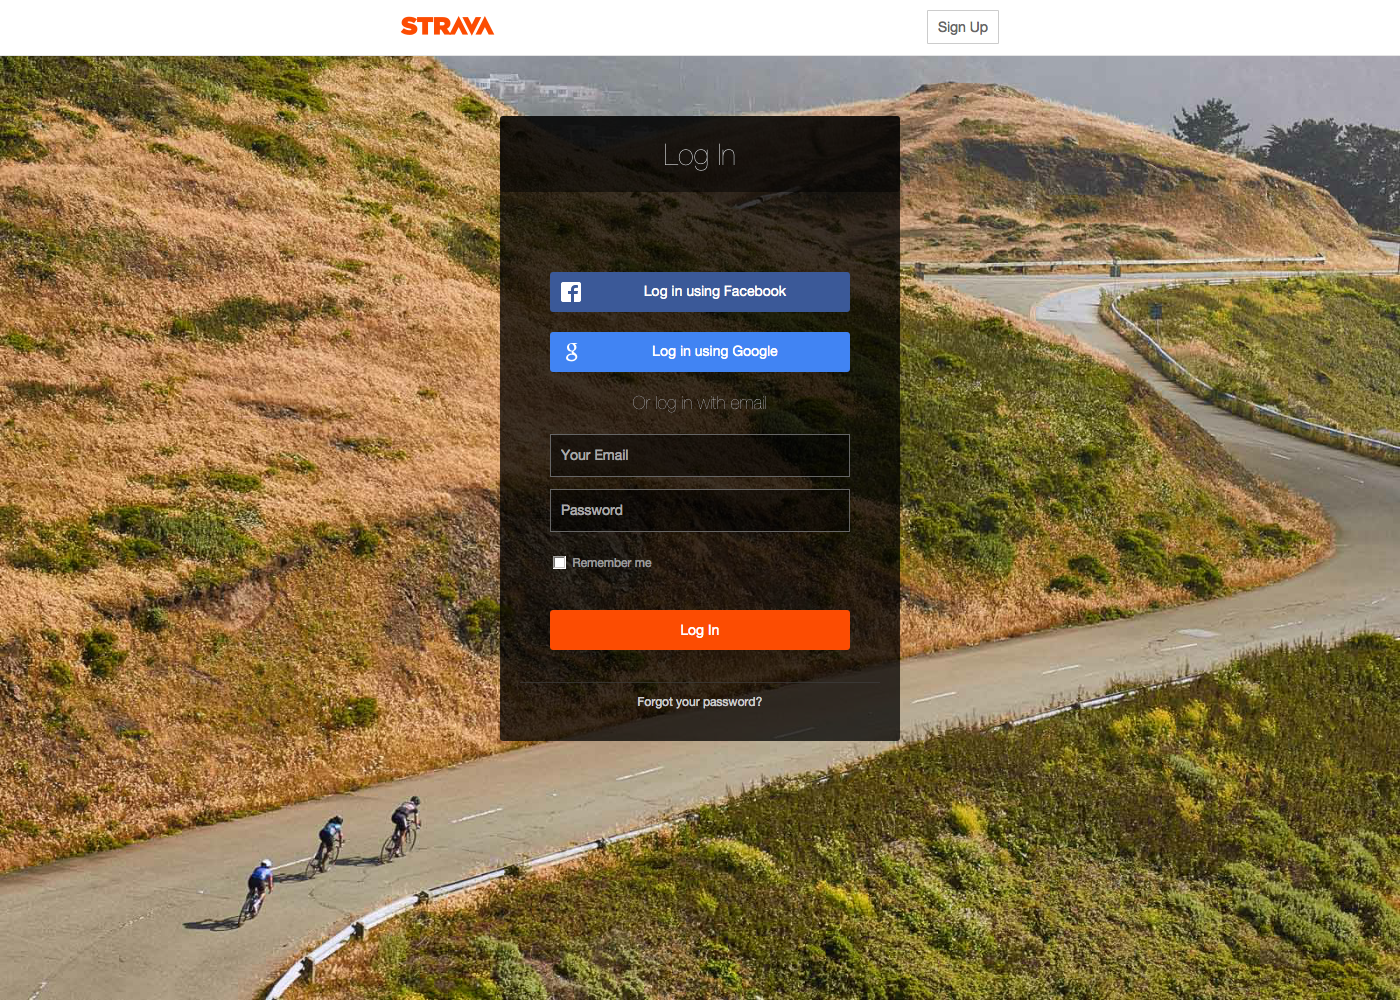 STRAVA
Sign Up
Log In
Log in using Facebook
Log in using Google
Or log in with email
Your Email
Password
Remember me
Log In
Forgot your password?